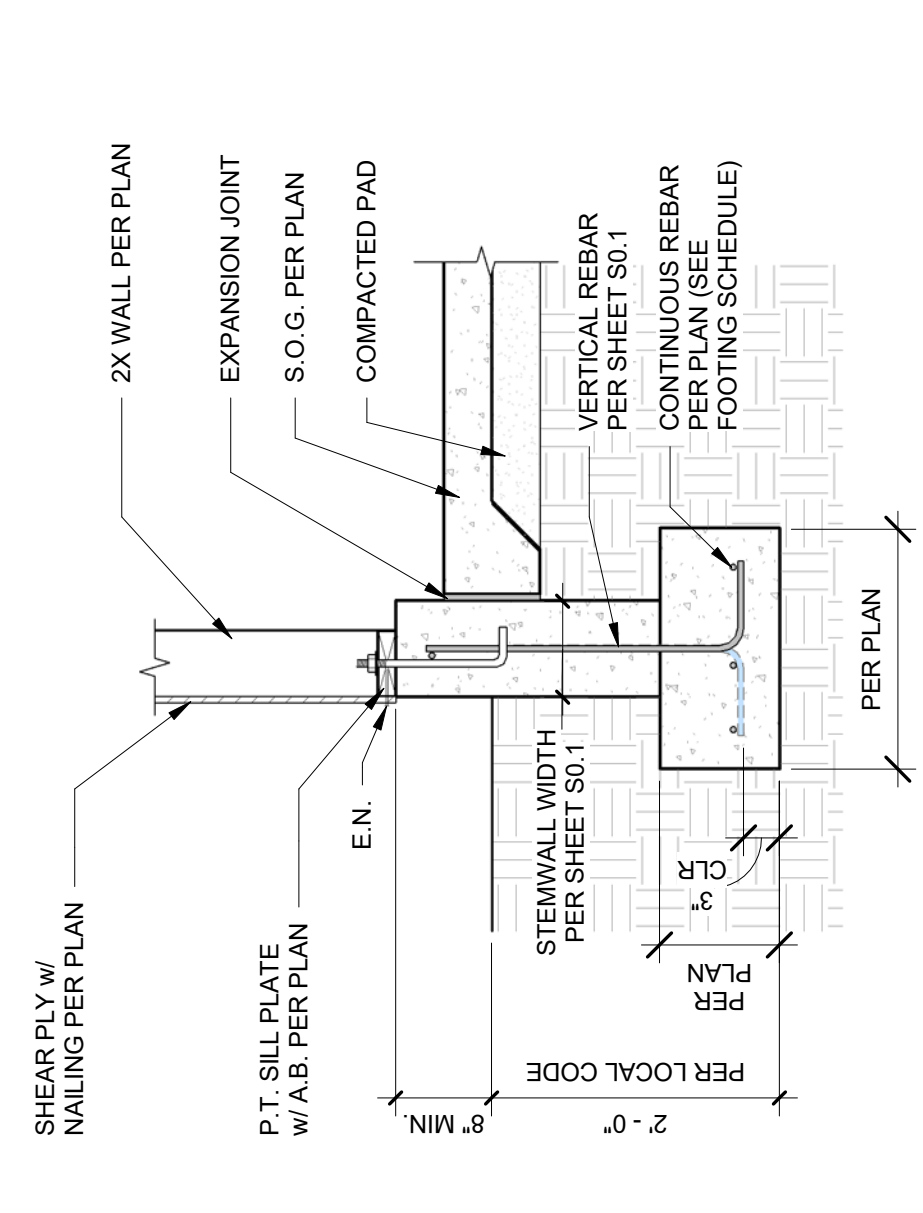 SHEAR PLY w/
NAILING PER PLAN
P.T. SILL PLATE
w/ A.B. PER PLAN
E.N.
2X WALL PER PLAN
EXPANSION JOINT
S.O.G. PER PLAN
COMPACTED PAD
VERTICAL REBAR
PER SHEET S0.1
CONTINUOUS REBAR
PER PLAN (SEE
FOOTING SCHEDULE)
STEMWALL WIDTH
PER SHEET S0.1
8" MIN.
2' - 0"
PER LOCAL CODE
PER
PLAN
3"
CLR
PER PLAN